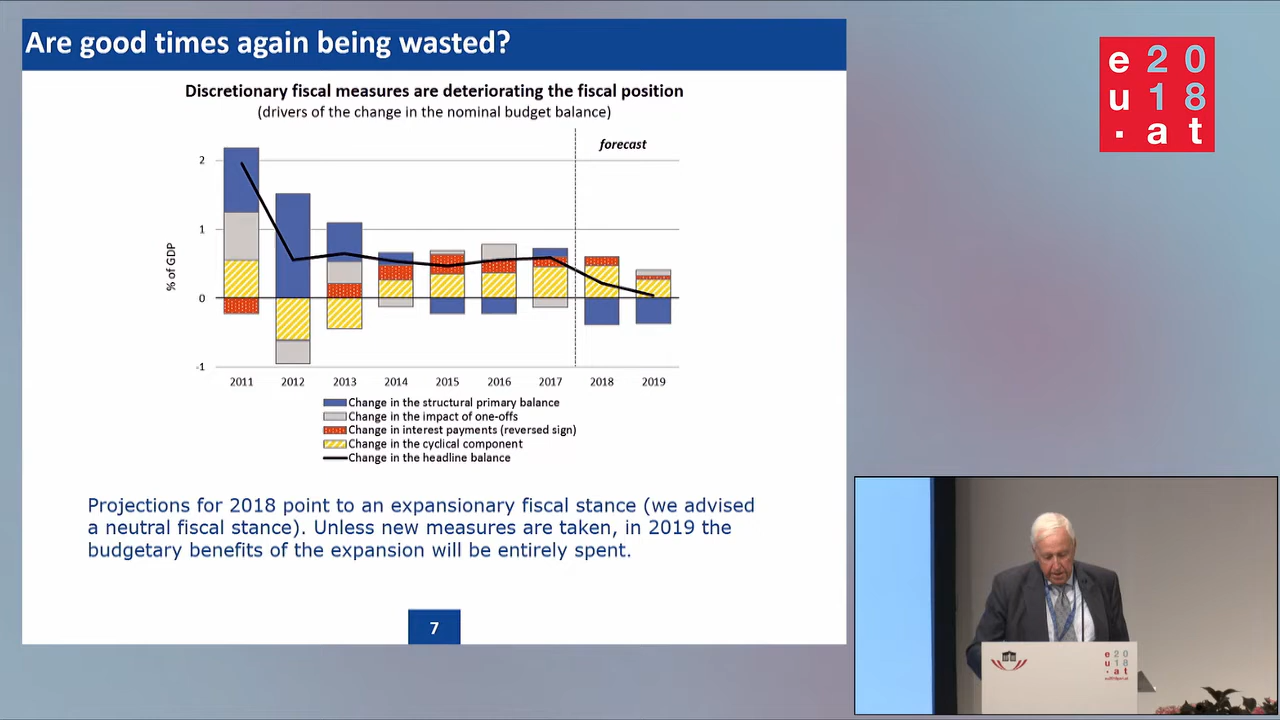 Are good times again being wasted?
Discretionary fiscal measures are deteriorating the fiscal position
(drivers of the change in the nominal budget balance)
forecast
% of GDP
2
1
0
-1
2011 2012 2013 2014 2015 2016 2017 2018 2019
Change in the structural primary balance
Change in the impact of one-offs
Change in interest payments (reversed sign)
Change in the cyclical component
Change in the headline balance
Projections for 2018 point to an expansionary fiscal stance (we advised
a neutral fiscal stance). Unless new measures are taken, in 2019 the
budgetary benefits of the expansion will be entirely spent.
7
e 2 0
u 1 8
. a t
e 2 0
u 1 8
. a t